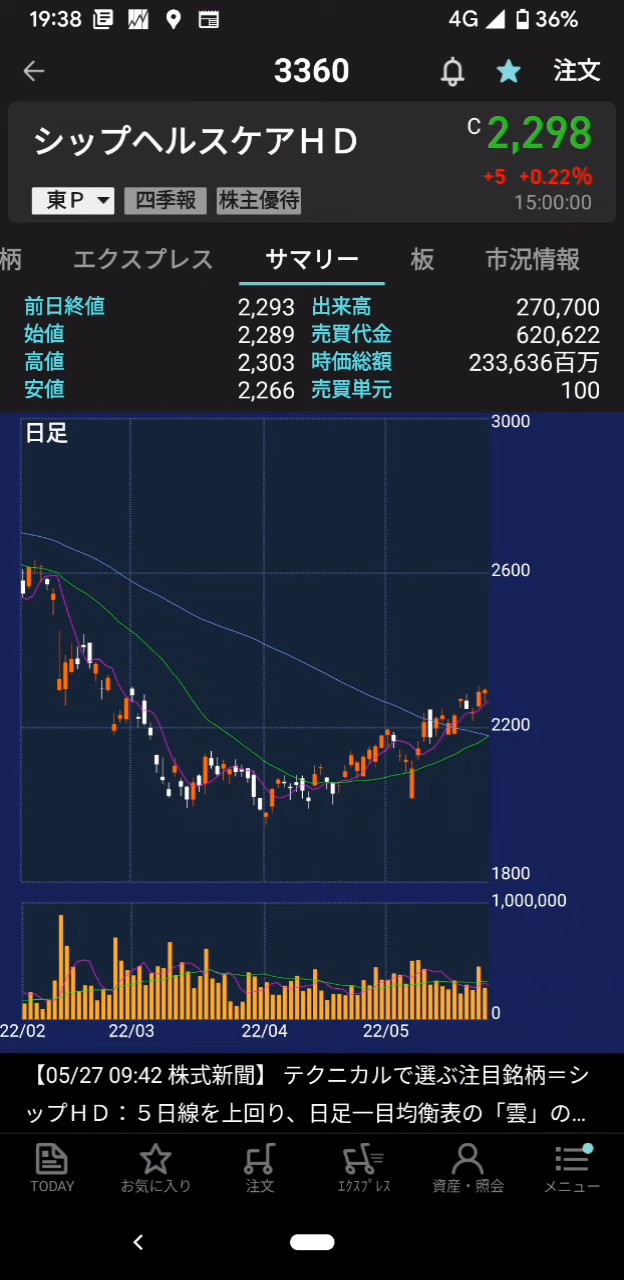 19:38 4G 36%
3360 注文
シップヘルスケアＨＤ C 2,298
+5 +0.22%
東Ｐ 四季報 株主優待 15:00:00
柄 エクスプレス サマリー 板 市況情報
前日終値 2,293 出来高 270,700
始値 2,289 売買代金 620,622
高値 2,303 時価総額 233,636百万
安値 2,266 売買単元 100
日足 3000
2600
2200
1800
1,000,000
0
22/02 22/03 22/04 22/05
【05/27 09:42 株式新聞】 テクニカルで選ぶ注目銘柄＝シ
ップＨＤ：５日線を上回り、日足一目均衡表の「雲」の...
TODAY お気に入り 注文 ｴｸｽﾌﾟﾚｽ 資産・照会 メニュー